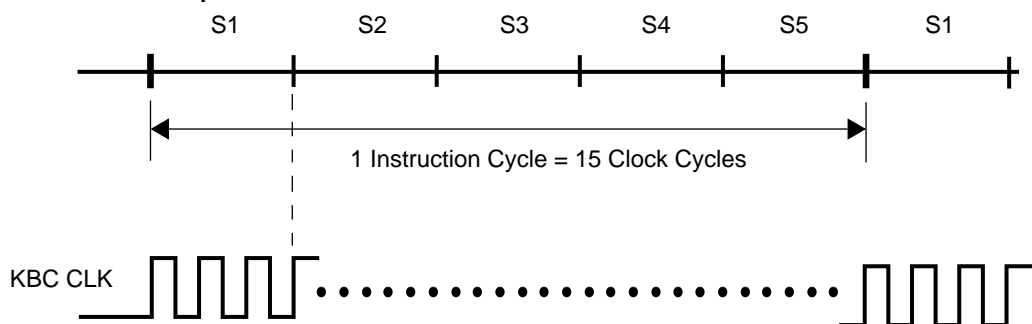 S1 S2 S3 S4 S5 S1
1 Instruction Cycle = 15 Clock Cycles
KBC CLK